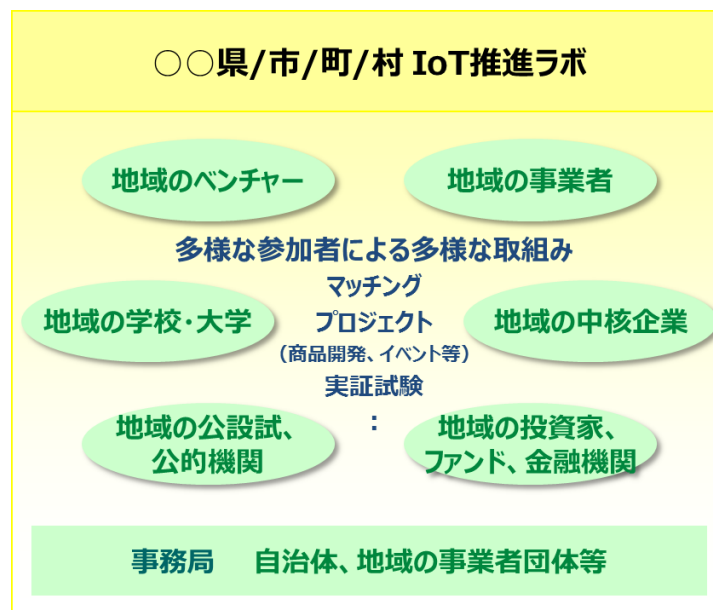 ○○県/市/町/村 IoT推進ラボ
地域のベンチャー
地域の事業者
多様な参加者による多様な取組み
マッチング
地域の学校・大学
プロジェクト
地域の中核企業
(商品開発、イベント等)
実証試験
:
地域の公設試、
公的機関
地域の投資家、
ファンド、金融機関
事務局 自治体、地域の事業者団体等